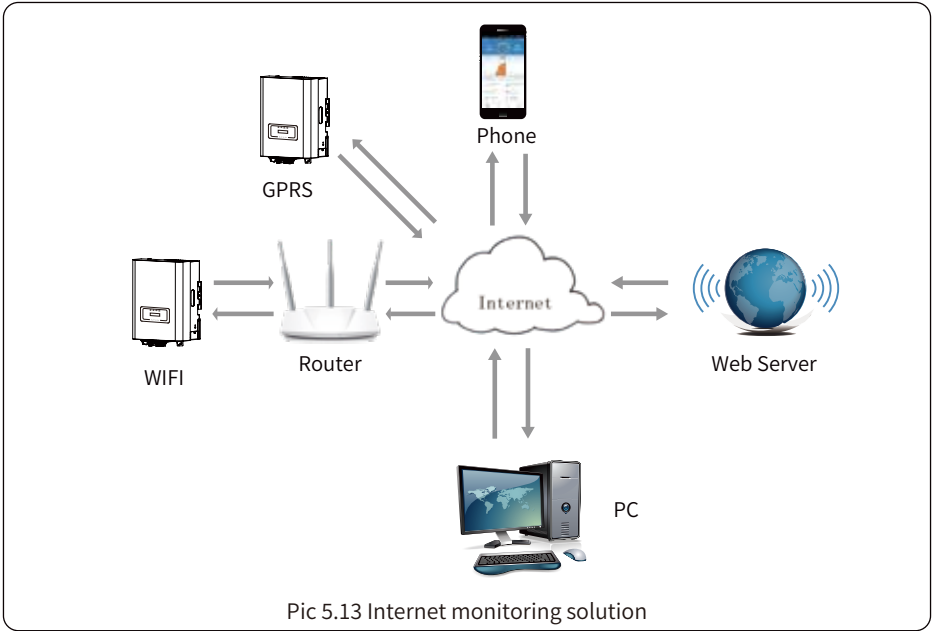 Phone
GPRS
Internet
WIFI
Router
Web Server
PC
Pic 5.13 Internet monitoring solution